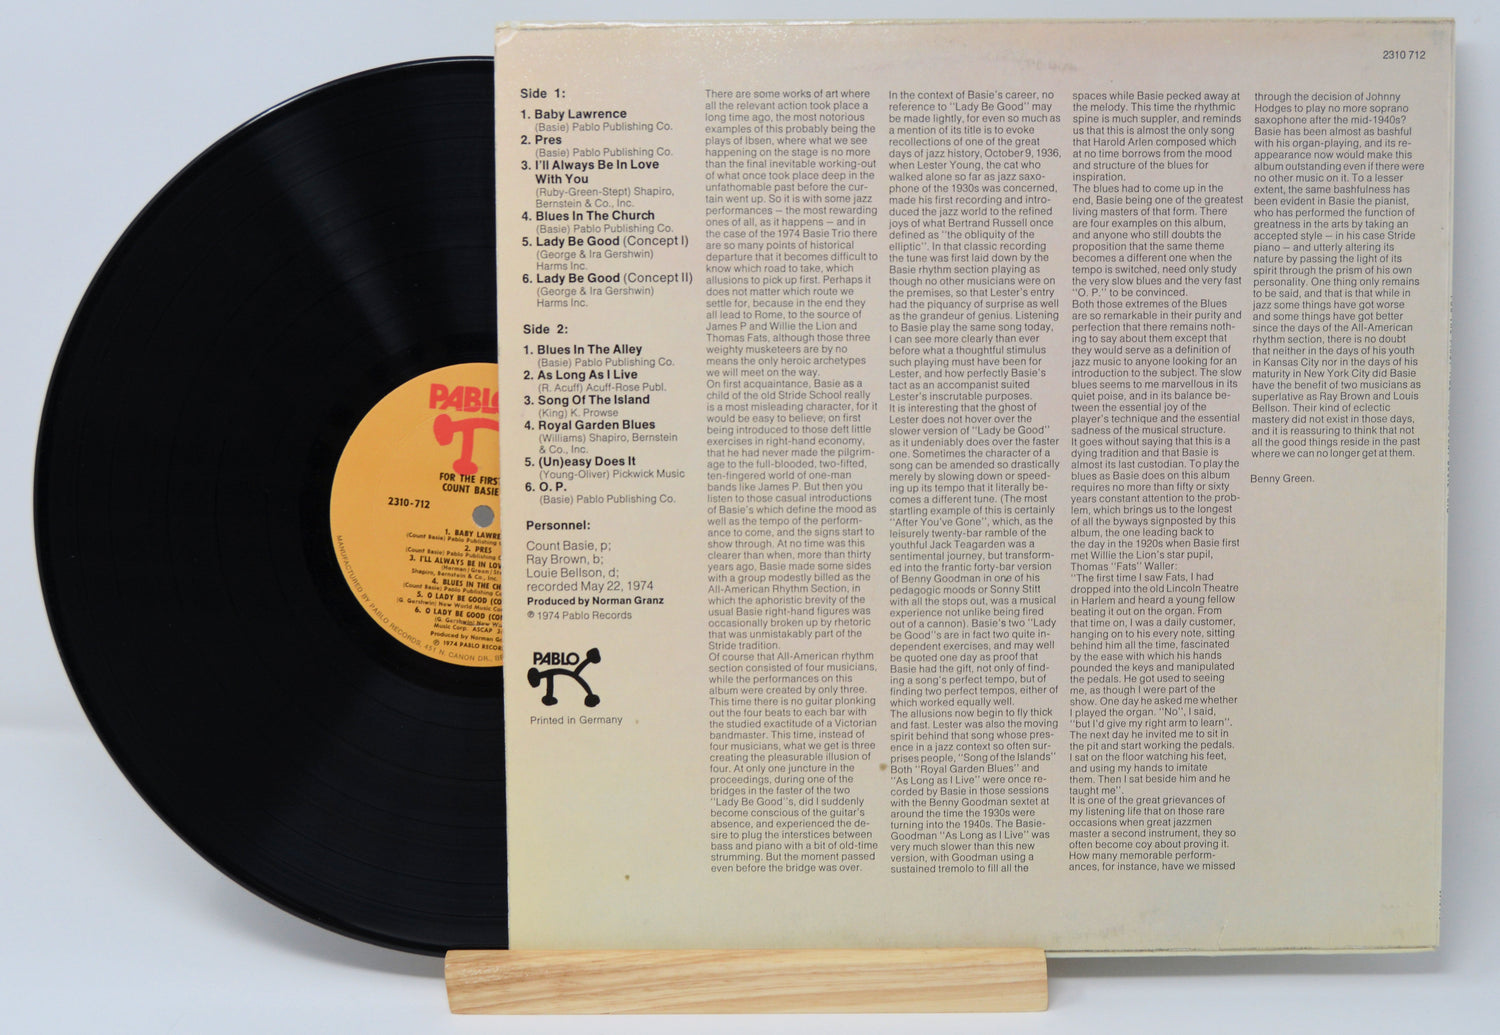 PABLO
FOR THE FIRST
COUNT BASIE
2310-712
1. BABY LAWRE
(Count Basie) Pablo Publishing
2. PRES
(Count Basie) Pablo Publishing C
3. I'LL ALWAYS BE IN LOV
(Herman / Green / St
Shapiro, Bernstein & Co., Inc.
4. BLUES IN THE CH
(Count Basie) Pablo Publishing Co
5. O LADY BE GOOD (CO
(G. Gershwin) New World Music Co
6. O LADY BE GOOD (CO
(G. Gershwin) New Wo
Music Corp. ASCAP
Produced by Norman Gr
℗ 1974 PABLO RECOR
MANUFACTURED BY PABLO RECORDS, 451 N. CANON DR., BE
2310 712
Side 1:
1. Baby Lawrence
(Basie) Pablo Publishing Co.
2. Pres
(Basie) Pablo Publishing Co.
3. I'll Always Be In Love
With You
(Ruby-Green-Stept) Shapiro,
Bernstein & Co., Inc.
4. Blues In The Church
(Basie) Pablo Publishing Co.
5. Lady Be Good (Concept I)
(George & Ira Gershwin)
Harms Inc.
6. Lady Be Good (Concept II)
(George & Ira Gershwin)
Harms Inc.
Side 2:
1. Blues In The Alley
(Basie) Pablo Publishing Co.
2. As Long As I Live
(R. Acuff) Acuff-Rose Publ.
3. Song Of The Island
(King) K. Prowse
4. Royal Garden Blues
(Williams) Shapiro, Bernstein
& Co., Inc.
5. (Un)easy Does It
(Young-Oliver) Pickwick Music
6. O. P.
(Basie) Pablo Publishing Co.
Personnel:
Count Basie, p;
Ray Brown, b;
Louie Bellson, d;
recorded May 22, 1974
Produced by Norman Granz
℗ 1974 Pablo Records
PABLO
Printed in Germany
There are some works of art where
all the relevant action took place a
long time ago, the most notorious
examples of this probably being the
plays of Ibsen, where what we see
happening on the stage is no more
than the final inevitable working-out
of what once took place deep in the
unfathomable past before the cur-
tain went up. So it is with some jazz
performances – the most rewarding
ones of all, as it happens – and in
the case of the 1974 Basie Trio there
are so many points of historical
departure that it becomes difficult to
know which road to take, which
allusions to pick up first. Perhaps it
does not matter which route we
settle for, because in the end they
all lead to Rome, to the source of
James P and Willie the Lion and
Thomas Fats, although those three
weighty musketeers are by no
means the only heroic archetypes
we will meet on the way.
On first acquaintance, Basie as a
child of the old Stride School really
is a most misleading character, for it
would be easy to believe, on first
being introduced to those deft little
exercises in right-hand economy,
that he had never made the pilgrim-
age to the full-blooded, two-fifted,
ten-fingered world of one-man
bands like James P. But then you
listen to those casual introductions
of Basie's which define the mood as
well as the tempo of the perform-
ance to come, and the signs start to
show through. At no time was this
clearer than when, more than thirty
years ago, Basie made some sides
with a group modestly billed as the
All-American Rhythm Section, in
which the aphoristic brevity of the
usual Basie right-hand figures was
occasionally broken up by rhetoric
that was unmistakably part of the
Stride tradition.
Of course that All-American rhythm
section consisted of four musicians,
while the performances on this
album were created by only three.
This time there is no guitar plonking
out the four beats to each bar with
the studied exactitude of a Victorian
bandmaster. This time, instead of
four musicians, what we get is three
creating the pleasurable illusion of
four. At only one juncture in the
proceedings, during one of the
bridges in the faster of the two
"Lady Be Good"s, did I suddenly
become conscious of the guitar's
absence, and experienced the de-
sire to plug the interstices between
bass and piano with a bit of old-time
strumming. But the moment passed
even before the bridge was over.
In the context of Basie's career, no
reference to "Lady Be Good" may
be made lightly, for even so much as
a mention of its title is to evoke
recollections of one of the great
days of jazz history, October 9, 1936,
when Lester Young, the cat who
walked alone so far as jazz saxo-
phone of the 1930s was concerned,
made his first recording and intro-
duced the jazz world to the refined
joys of what Bertrand Russell once
defined as "the obliquity of the
elliptic". In that classic recording
the tune was first laid down by the
Basie rhythm section playing as
though no other musicians were on
the premises, so that Lester's entry
had the piquancy of surprise as well
as the grandeur of genius. Listening
to Basie play the same song today,
I can see more clearly than ever
before what a thoughtful stimulus
such playing must have been for
Lester, and how perfectly Basie's
tact as an accompanist suited
Lester's inscrutable purposes.
It is interesting that the ghost of
Lester does not hover over the
slower version of "Lady be Good"
as it undeniably does over the faster
one. Sometimes the character of a
song can be amended so drastically
merely by slowing down or speed-
ing up its tempo that it literally be-
comes a different tune. (The most
startling example of this is certainly
"After You've Gone", which, as the
leisurely twenty-bar ramble of the
youthful Jack Teagarden was a
sentimental journey, but transform-
ed into the frantic forty-bar version
of Benny Goodman in one of his
pedagogic moods or Sonny Stitt
with all the stops out, was a musical
experience not unlike being fired
out of a cannon). Basie's two "Lady
be Good"s are in fact two quite in-
dependent exercises, and may well
be quoted one day as proof that
Basie had the gift, not only of find-
ing a song's perfect tempo, but of
finding two perfect tempos, either of
which worked equally well.
The allusions now begin to fly thick
and fast. Lester was also the moving
spirit behind that song whose pres-
ence in a jazz context so often sur-
prises people, "Song of the Islands"
Both "Royal Garden Blues" and
"As Long as I Live" were once re-
corded by Basie in those sessions
with the Benny Goodman sextet at
around the time the 1930s were
turning into the 1940s. The Basie-
Goodman "As Long as I Live" was
very much slower than this new
version, with Goodman using a
sustained tremolo to fill all the
spaces while Basie pecked away at
the melody. This time the rhythmic
spine is much suppler, and reminds
us that this is almost the only song
that Harold Arlen composed which
at no time borrows from the mood
and structure of the blues for
inspiration.
The blues had to come up in the
end, Basie being one of the greatest
living masters of that form. There
are four examples on this album,
and anyone who still doubts the
proposition that the same theme
becomes a different one when the
tempo is switched, need only study
the very slow blues and the very fast
"O. P." to be convinced.
Both those extremes of the Blues
are so remarkable in their purity and
perfection that there remains noth-
ing to say about them except that
they would serve as a definition of
jazz music to anyone looking for an
introduction to the subject. The slow
blues seems to me marvellous in its
quiet poise, and in its balance be-
tween the essential joy of the
player's technique and the essential
sadness of the musical structure.
It goes without saying that this is a
dying tradition and that Basie is
almost its last custodian. To play the
blues as Basie does on this album
requires no more than fifty or sixty
years constant attention to the prob-
lem, which brings us to the longest
of all the byways signposted by this
album, the one leading back to
the day in the 1920s when Basie first
met Willie the Lion's star pupil,
Thomas "Fats" Waller:
"The first time I saw Fats, I had
dropped into the old Lincoln Theatre
in Harlem and heard a young fellow
beating it out on the organ. From
that time on, I was a daily customer,
hanging on to his every note, sitting
behind him all the time, fascinated
by the ease with which his hands
pounded the keys and manipulated
the pedals. He got used to seeing
me, as though I were part of the
show. One day he asked me whether
I played the organ. "No", I said,
"but I'd give my right arm to learn".
The next day he invited me to sit in
the pit and start working the pedals.
I sat on the floor watching his feet,
and using my hands to imitate
them. Then I sat beside him and he
taught me".
It is one of the great grievances of
my listening life that on those rare
occasions when great jazzmen
master a second instrument, they so
often become coy about proving it.
How many memorable perform-
ances, for instance, have we missed
through the decision of Johnny
Hodges to play no more soprano
saxophone after the mid-1940s?
Basie has been almost as bashful
with his organ-playing, and its re-
appearance now would make this
album outstanding even if there were
no other music on it. To a lesser
extent, the same bashfulness has
been evident in Basie the pianist,
who has performed the function of
greatness in the arts by taking an
accepted style – in his case Stride
piano – and utterly altering its
nature by passing the light of its
spirit through the prism of his own
personality. One thing only remains
to be said, and that is that while in
jazz some things have got worse
and some things have got better
since the days of the All-American
rhythm section, there is no doubt
that neither in the days of his youth
in Kansas City nor in the days of his
maturity in New York City did Basie
have the benefit of two musicians as
superlative as Ray Brown and Louis
Bellson. Their kind of eclectic
mastery did not exist in those days,
and it is reassuring to think that not
all the good things reside in the past
where we can no longer get at them.
Benny Green.